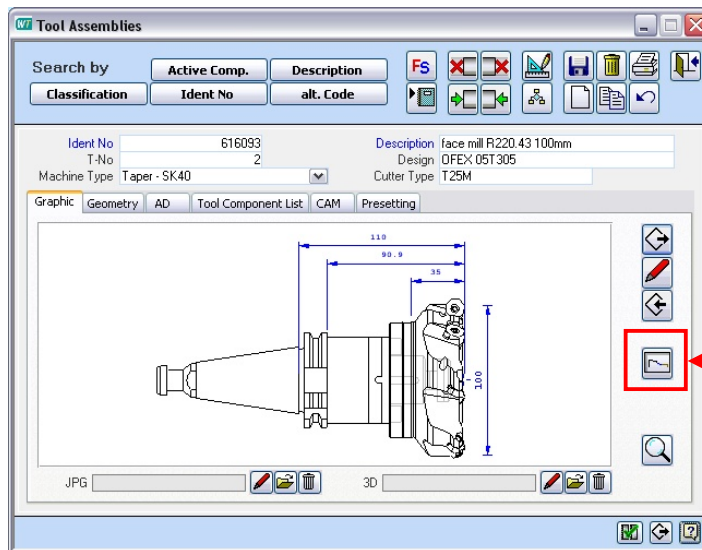 WT Tool Assemblies
Search by
Active Comp. Description
Classification Ident No alt. Code
FS
Ident No 616093 Description face mill R220.43 100mm
T-No 2 Design OFEX 05T305
Machine Type Taper - SK40 Cutter Type T25M
Graphic Geometry AD Tool Component List CAM Presetting
110
90.9
35
100
JPG 3D